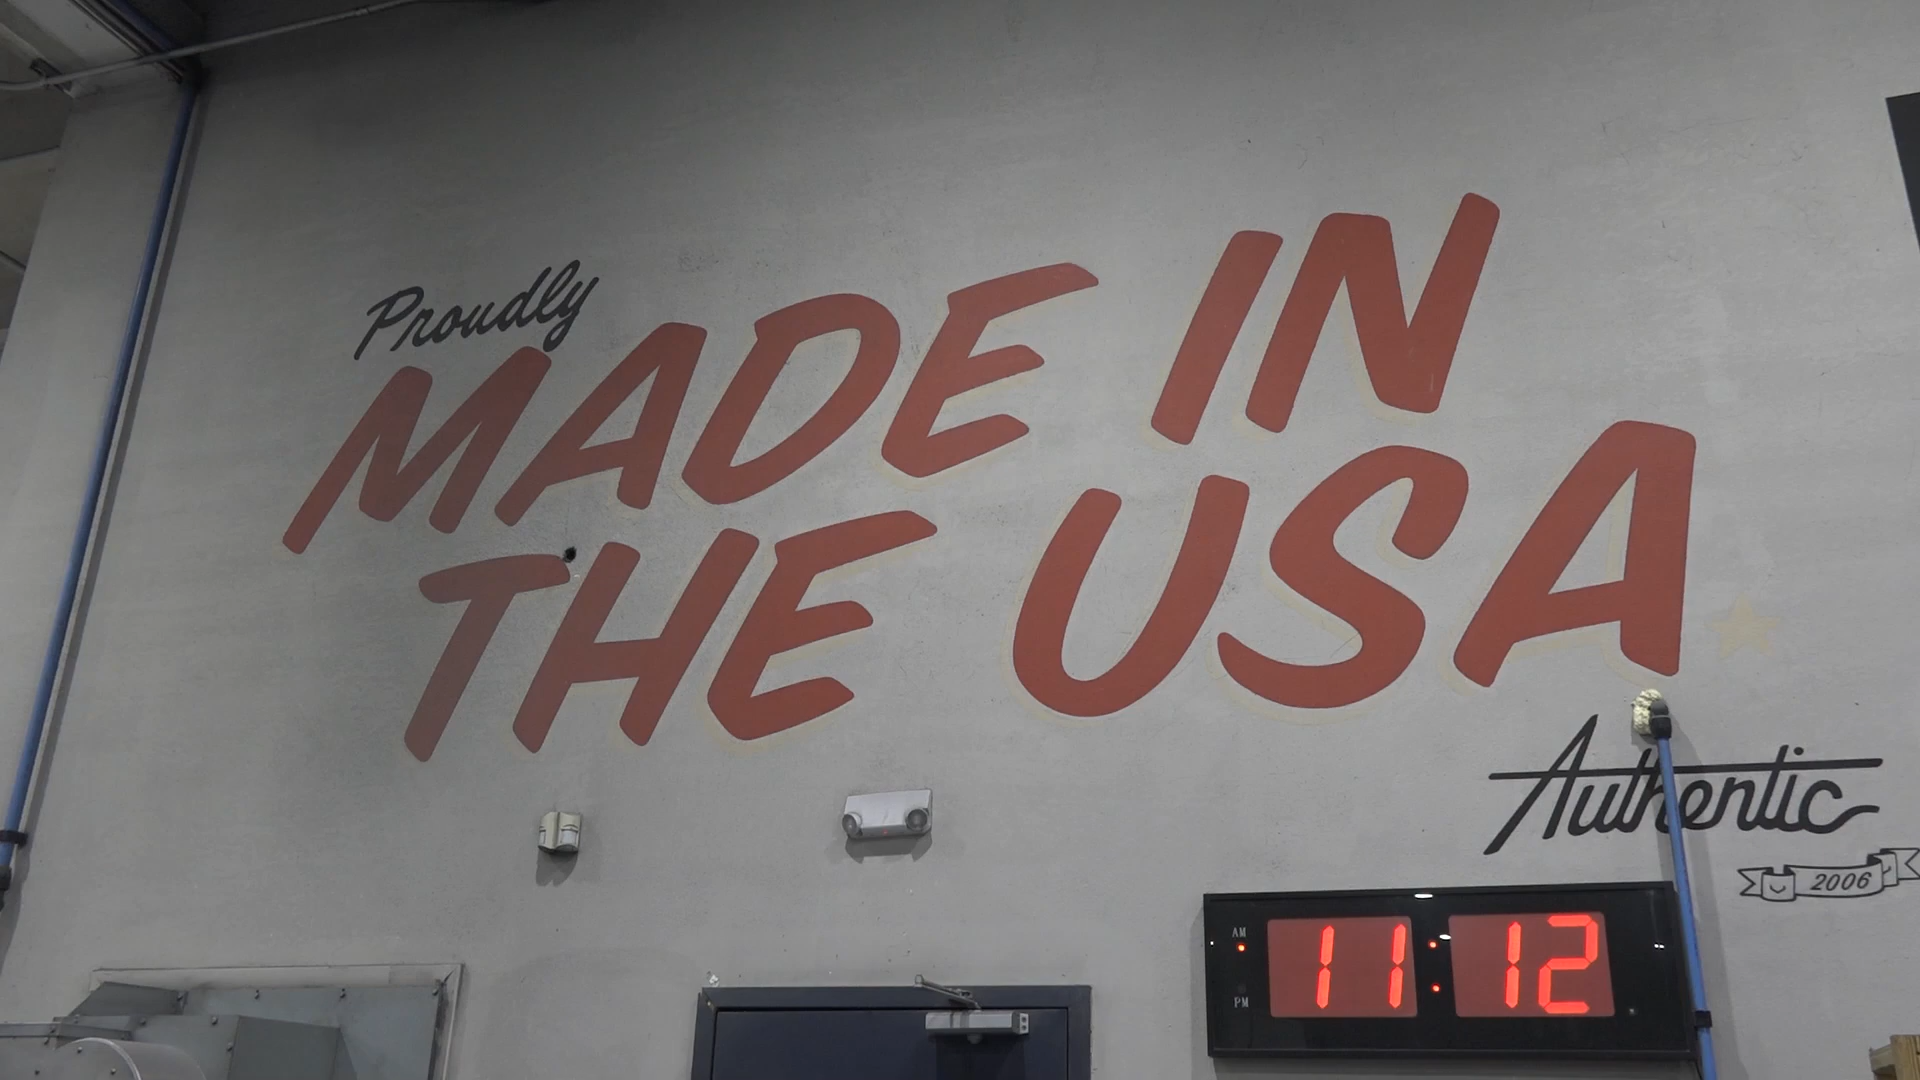 Proudly
MADE IN
THE USA
Authentic
2006
AM
11:12
PM